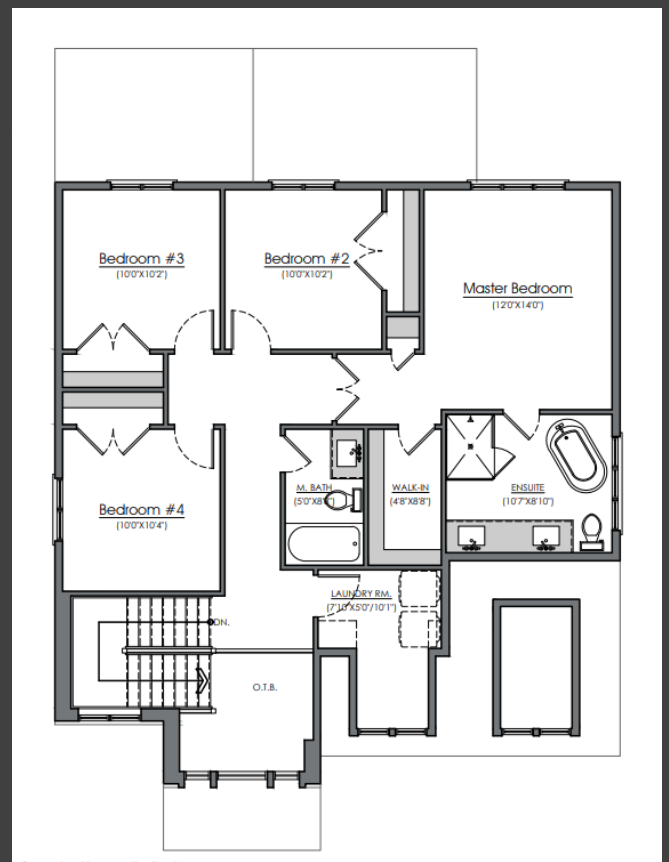 Bedroom #3
(10'0"X10'2")
Bedroom #2
(10'0"X10'2")
Master Bedroom
(12'0"X14'0")
Bedroom #4
(10'0"X10'4")
M. BATH
(5'0"X8'
WALK-IN
(4'8"X8'8")
ENSUITE
(10'7"X8'10")
LAUNDRY RM.
(7'10"X5'0"/10'1")
DN.
O.T.B.